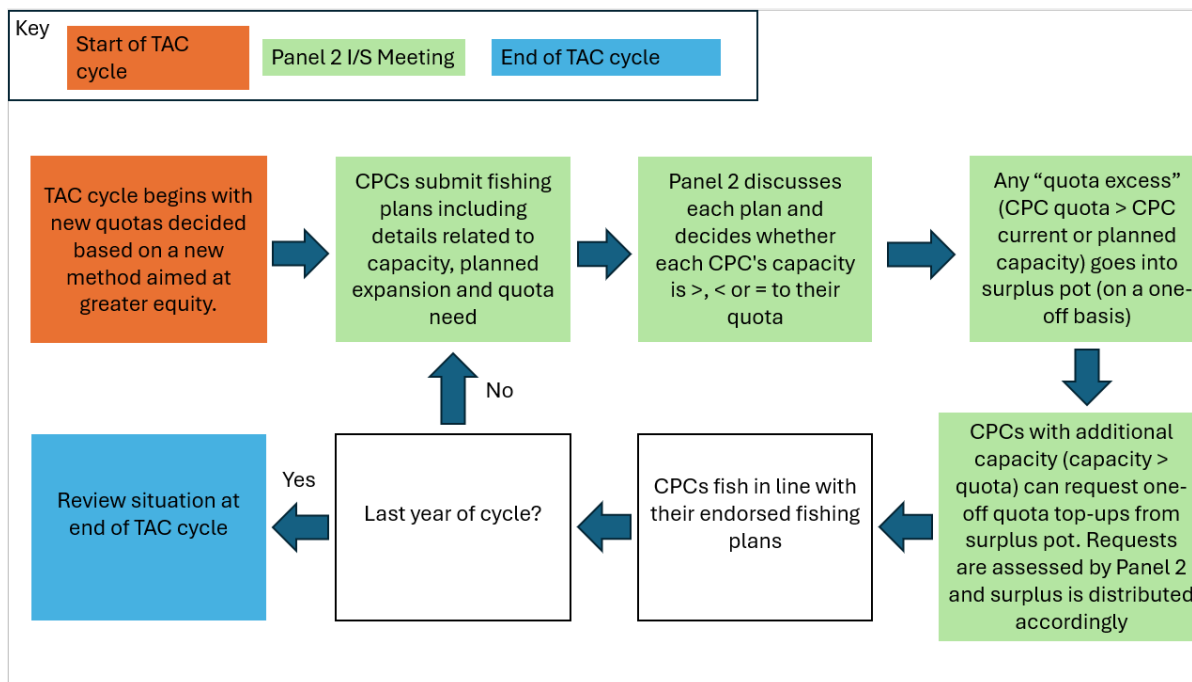 Key
Start of TAC
cycle
Panel 2 I/S Meeting
End of TAC cycle
TAC cycle begins with
new quotas decided
based on a new
method aimed at
greater equity.
CPCs submit fishing
plans including
details related to
capacity, planned
expansion and quota
need
Panel 2 discusses
each plan and
decides whether
each CPC's capacity
is >, < or = to their
quota
Any “quota excess”
(CPC quota > CPC
current or planned
capacity) goes into
surplus pot (on a one-
off basis)
CPCs with additional
capacity (capacity >
quota) can request one-
off quota top-ups from
surplus pot. Requests
are assessed by Panel 2
and surplus is distributed
accordingly
CPCs fish in line with
their endorsed fishing
plans
Last year of cycle?
No
Yes
Review situation at
end of TAC cycle